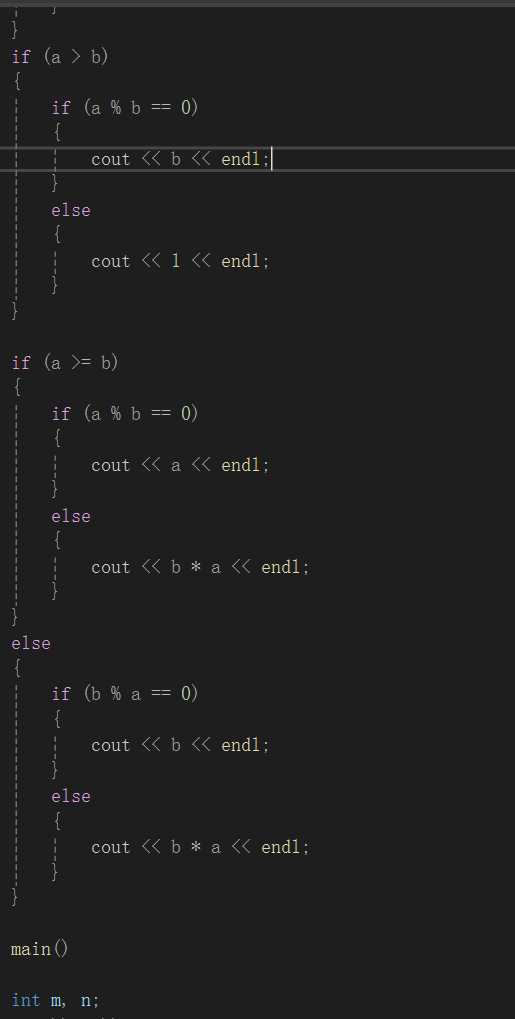 }
}
if (a > b)
{
if (a % b == 0)
{
cout << b << endl;
}
else
{
cout << 1 << endl;
}
}
if (a >= b)
{
if (a % b == 0)
{
cout << a << endl;
}
else
{
cout << b * a << endl;
}
}
else
{
if (b % a == 0)
{
cout << b << endl;
}
else
{
cout << b * a << endl;
}
}
main()
int m, n;